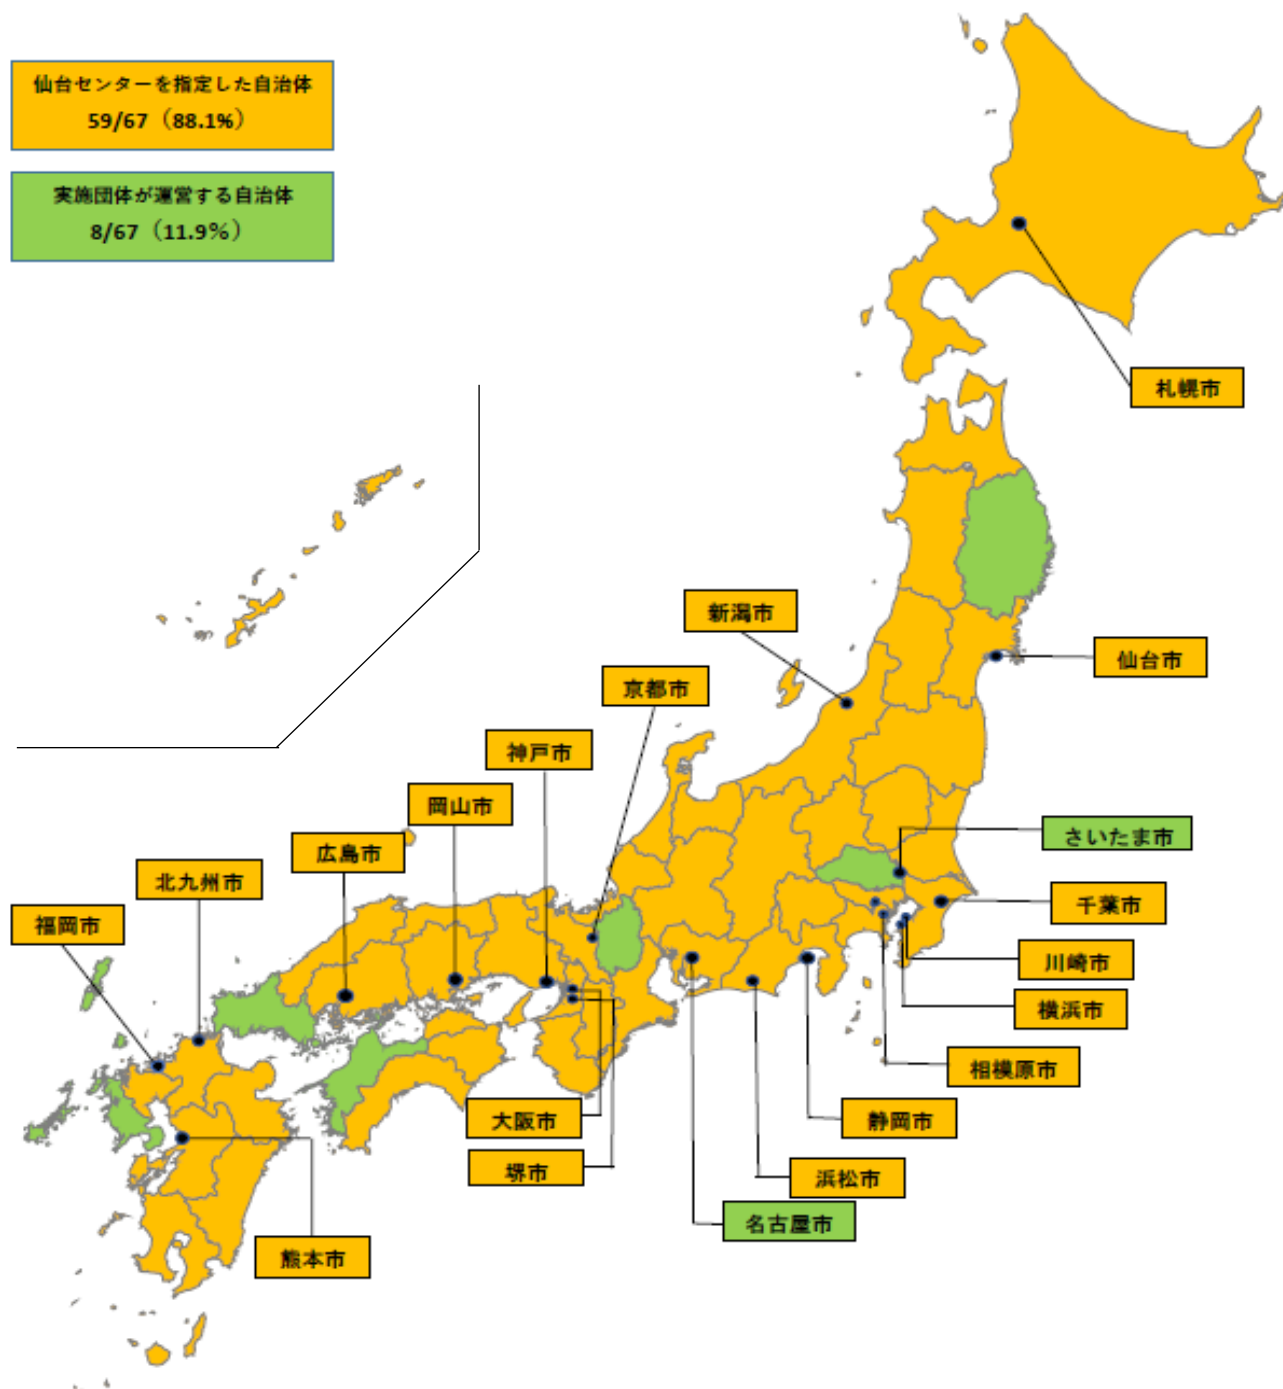 仙台センターを指定した自治体
59/67（88.1%）
実施団体が運営する自治体
8/67（11.9%）
札幌市
新潟市
仙台市
京都市
神戸市
岡山市
さいたま市
広島市
北九州市
千葉市
福岡市
川崎市
横浜市
相模原市
大阪市
静岡市
堺市
浜松市
名古屋市
熊本市